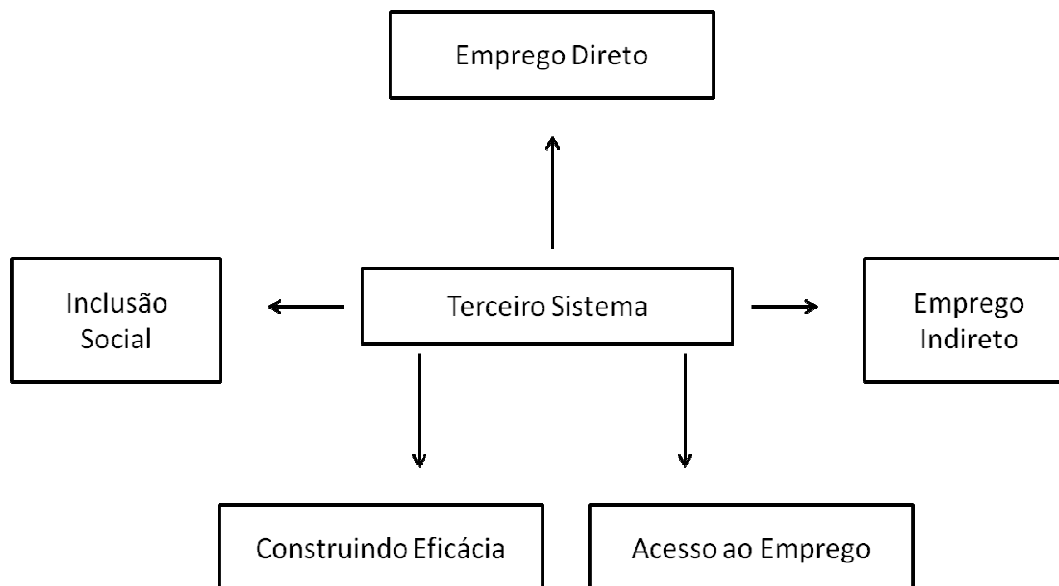 Emprego Direto
Inclusão
Social
Terceiro Sistema
Emprego
Indireto
Construindo Eficácia
Acesso ao Emprego